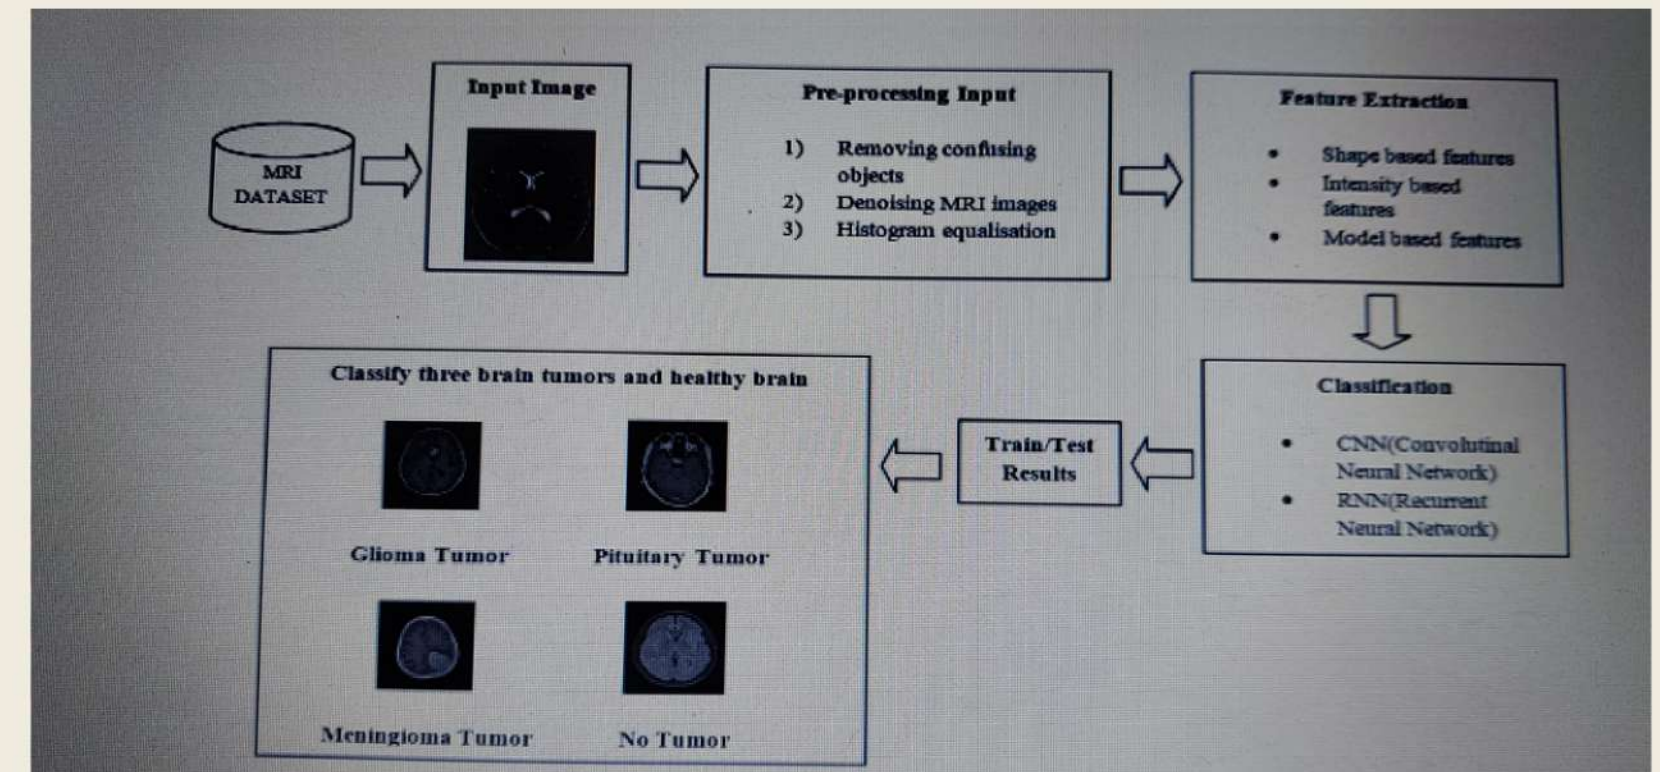 MRI
DATASET
Input Image
Pre-processing Input
1) Removing confusing
objects
2) Denoising MRI images
3) Histogram equalisation
Feature Extraction
• Shape based features
• Intensity based
features
• Model based features
Classification
• CNN(Convolutinal
Neural Network)
• RNN(Recurrent
Neural Network)
Train/Test
Results
Classify three brain tumors and healthy brain
Glioma Tumor
Pituitary Tumor
Meningioma Tumor
No Tumor